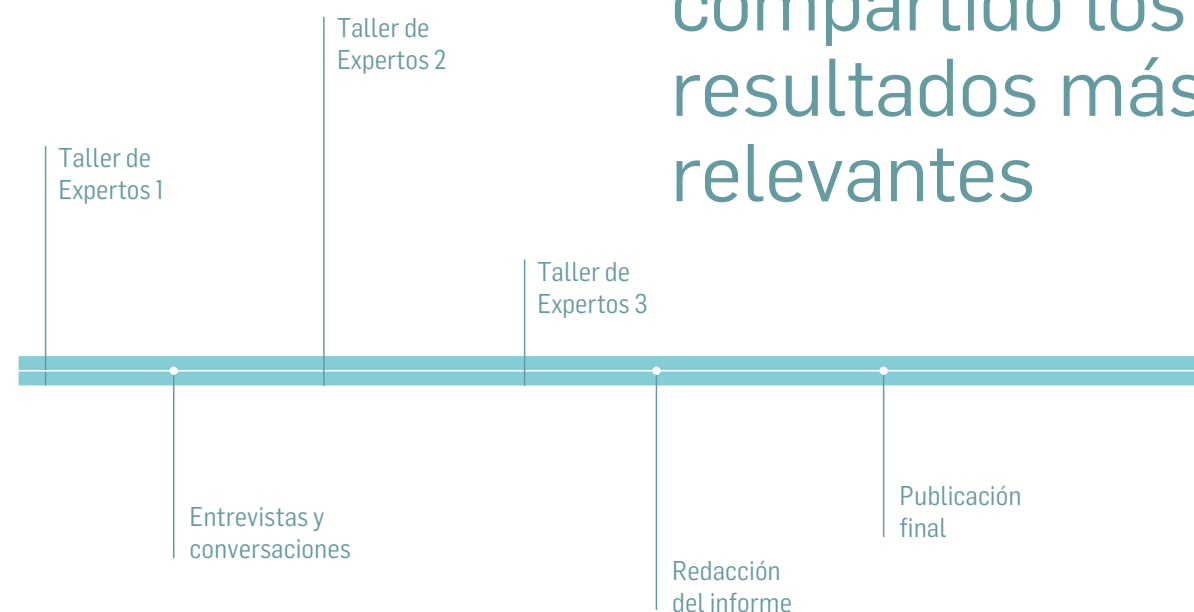 compartido los
resultados más
relevantes
Taller de
Expertos 2
Taller de
Expertos 1
Taller de
Expertos 3
Entrevistas y
conversaciones
Publicación
final
Redacción
del informe